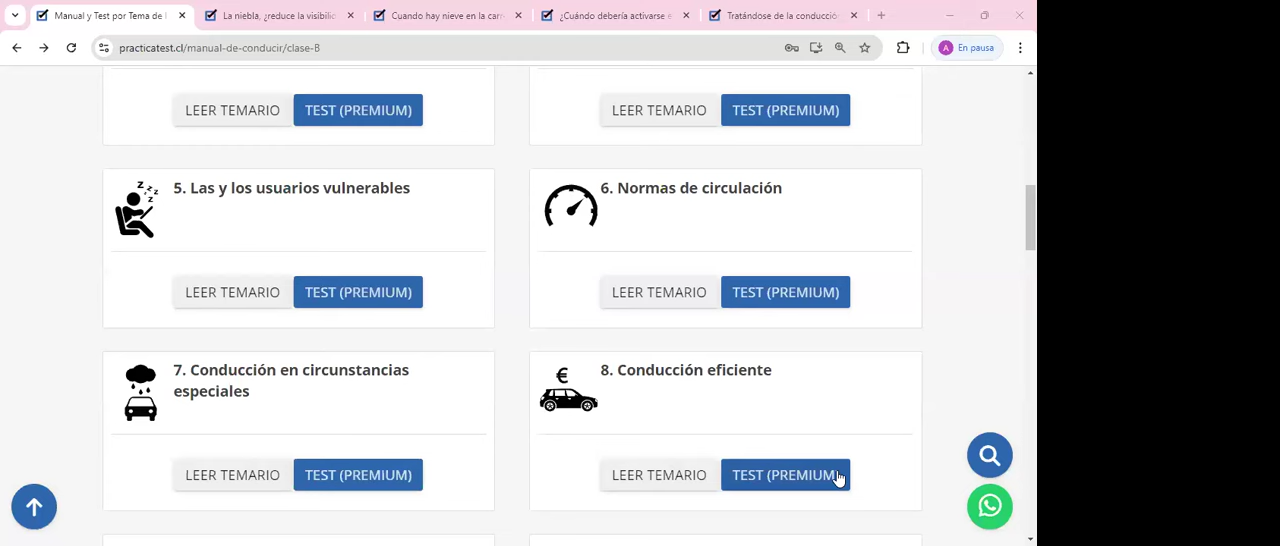 Manual y Test por Tema de
La niebla, ¿reduce la visibilic
Cuando hay nieve en la carr
¿Cuándo debería activarse e
Tratándose de la conducció
practicatest.cl/manual-de-conducir/clase-B
A
En pausa
LEER TEMARIO
TEST (PREMIUM)
LEER TEMARIO
TEST (PREMIUM)
z z z z z
5. Las y los usuarios vulnerables
6. Normas de circulación
LEER TEMARIO
TEST (PREMIUM)
LEER TEMARIO
TEST (PREMIUM)
7. Conducción en circunstancias
especiales
€
8. Conducción eficiente
LEER TEMARIO
TEST (PREMIUM)
LEER TEMARIO
TEST (PREMIUM)